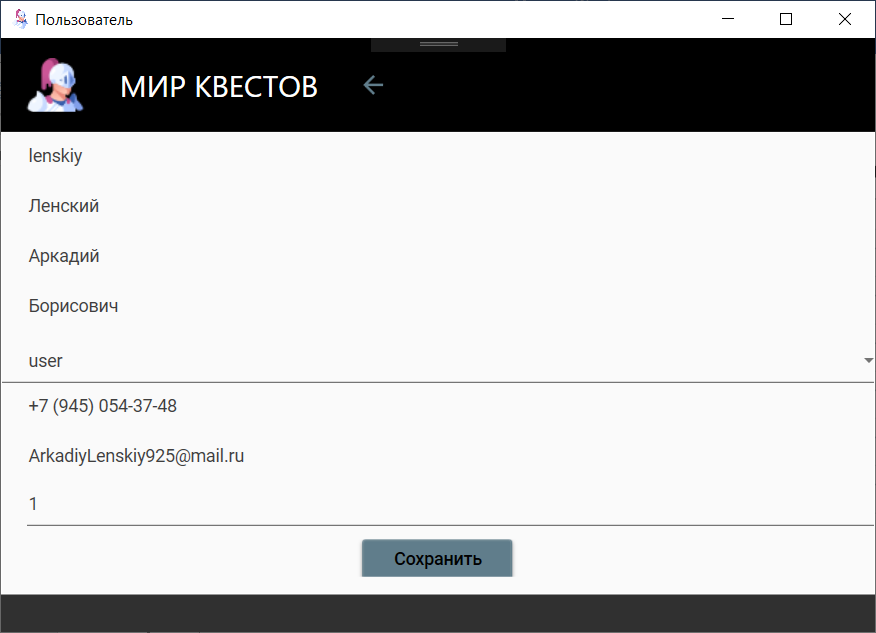 Пользователь
МИР КВЕСТОВ
lenskiy
Ленский
Аркадий
Борисович
user
+7 (945) 054-37-48
ArkadiyLenskiy925@mail.ru
1
Сохранить